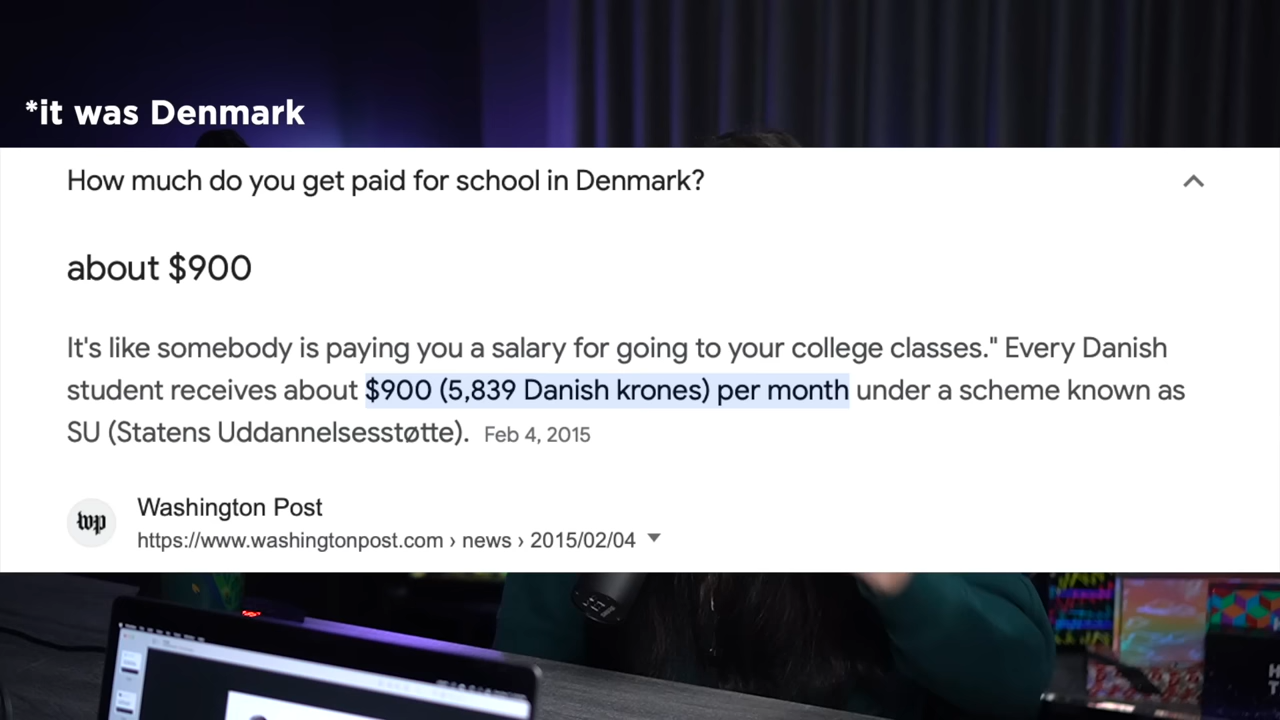 *it was Denmark
How much do you get paid for school in Denmark?
about $900
It's like somebody is paying you a salary for going to your college classes." Every Danish
student receives about $900 (5,839 Danish krones) per month under a scheme known as
SU (Statens Uddannelsesstøtte). Feb 4, 2015
wp
Washington Post
https://www.washingtonpost.com › news › 2015/02/04